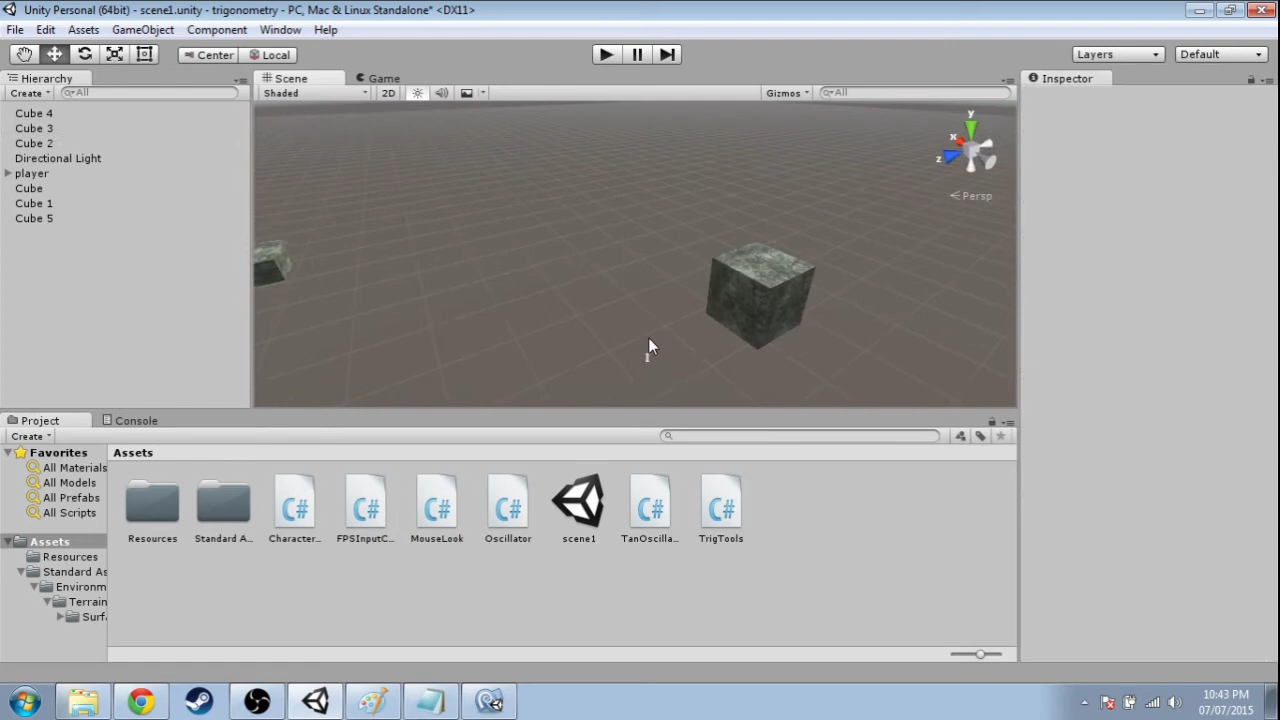 Unity Personal (64bit) - scene1.unity - trigonometry - PC, Mac & Linux Standalone* <DX11>
File Edit Assets GameObject Component Window Help
Center Local Layers Default
Hierarchy Scene Game Inspector
Create All Shaded 2D Gizmos All
Cube 4
Cube 3
Cube 2
Directional Light
player
Cube
Cube 1
Cube 5
y
x
z
Persp
Project Console
Create
Favorites
All Materials
All Models
All Prefabs
All Scripts
Assets
Resources
Standard As
Environm
Terrain
Surfa
Assets
C# C# C# C# C# C#
Resources Standard A... Character... FPSInputC... MouseLook Oscillator scene1 TanOscilla... TrigTools
10:43 PM
07/07/2015